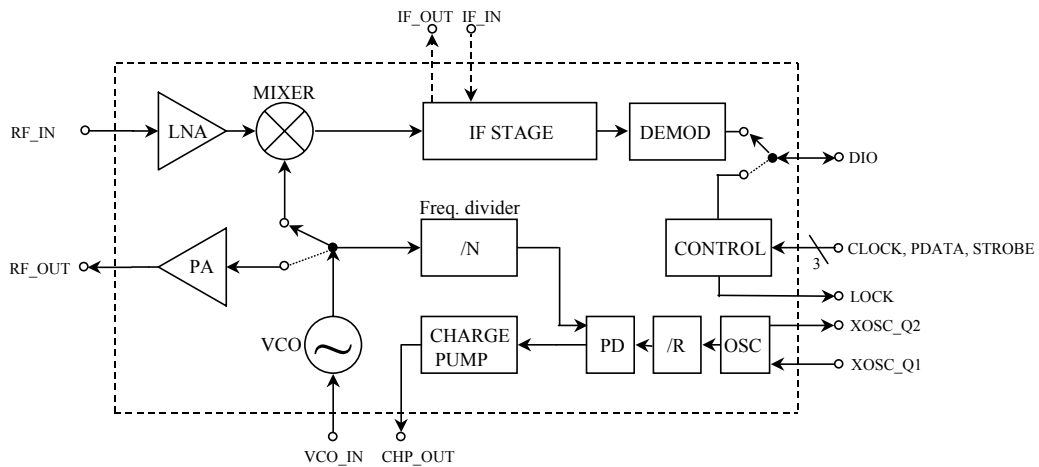 IF_OUT IF_IN
MIXER
LNA
RF_IN
IF STAGE
DEMOD
DIO
Freq. divider
/N
CONTROL
CLOCK, PDATA, STROBE
3
RF_OUT
PA
LOCK
VCO
CHARGE
PUMP
PD
/R
OSC
XOSC_Q2
XOSC_Q1
VCO_IN
CHP_OUT